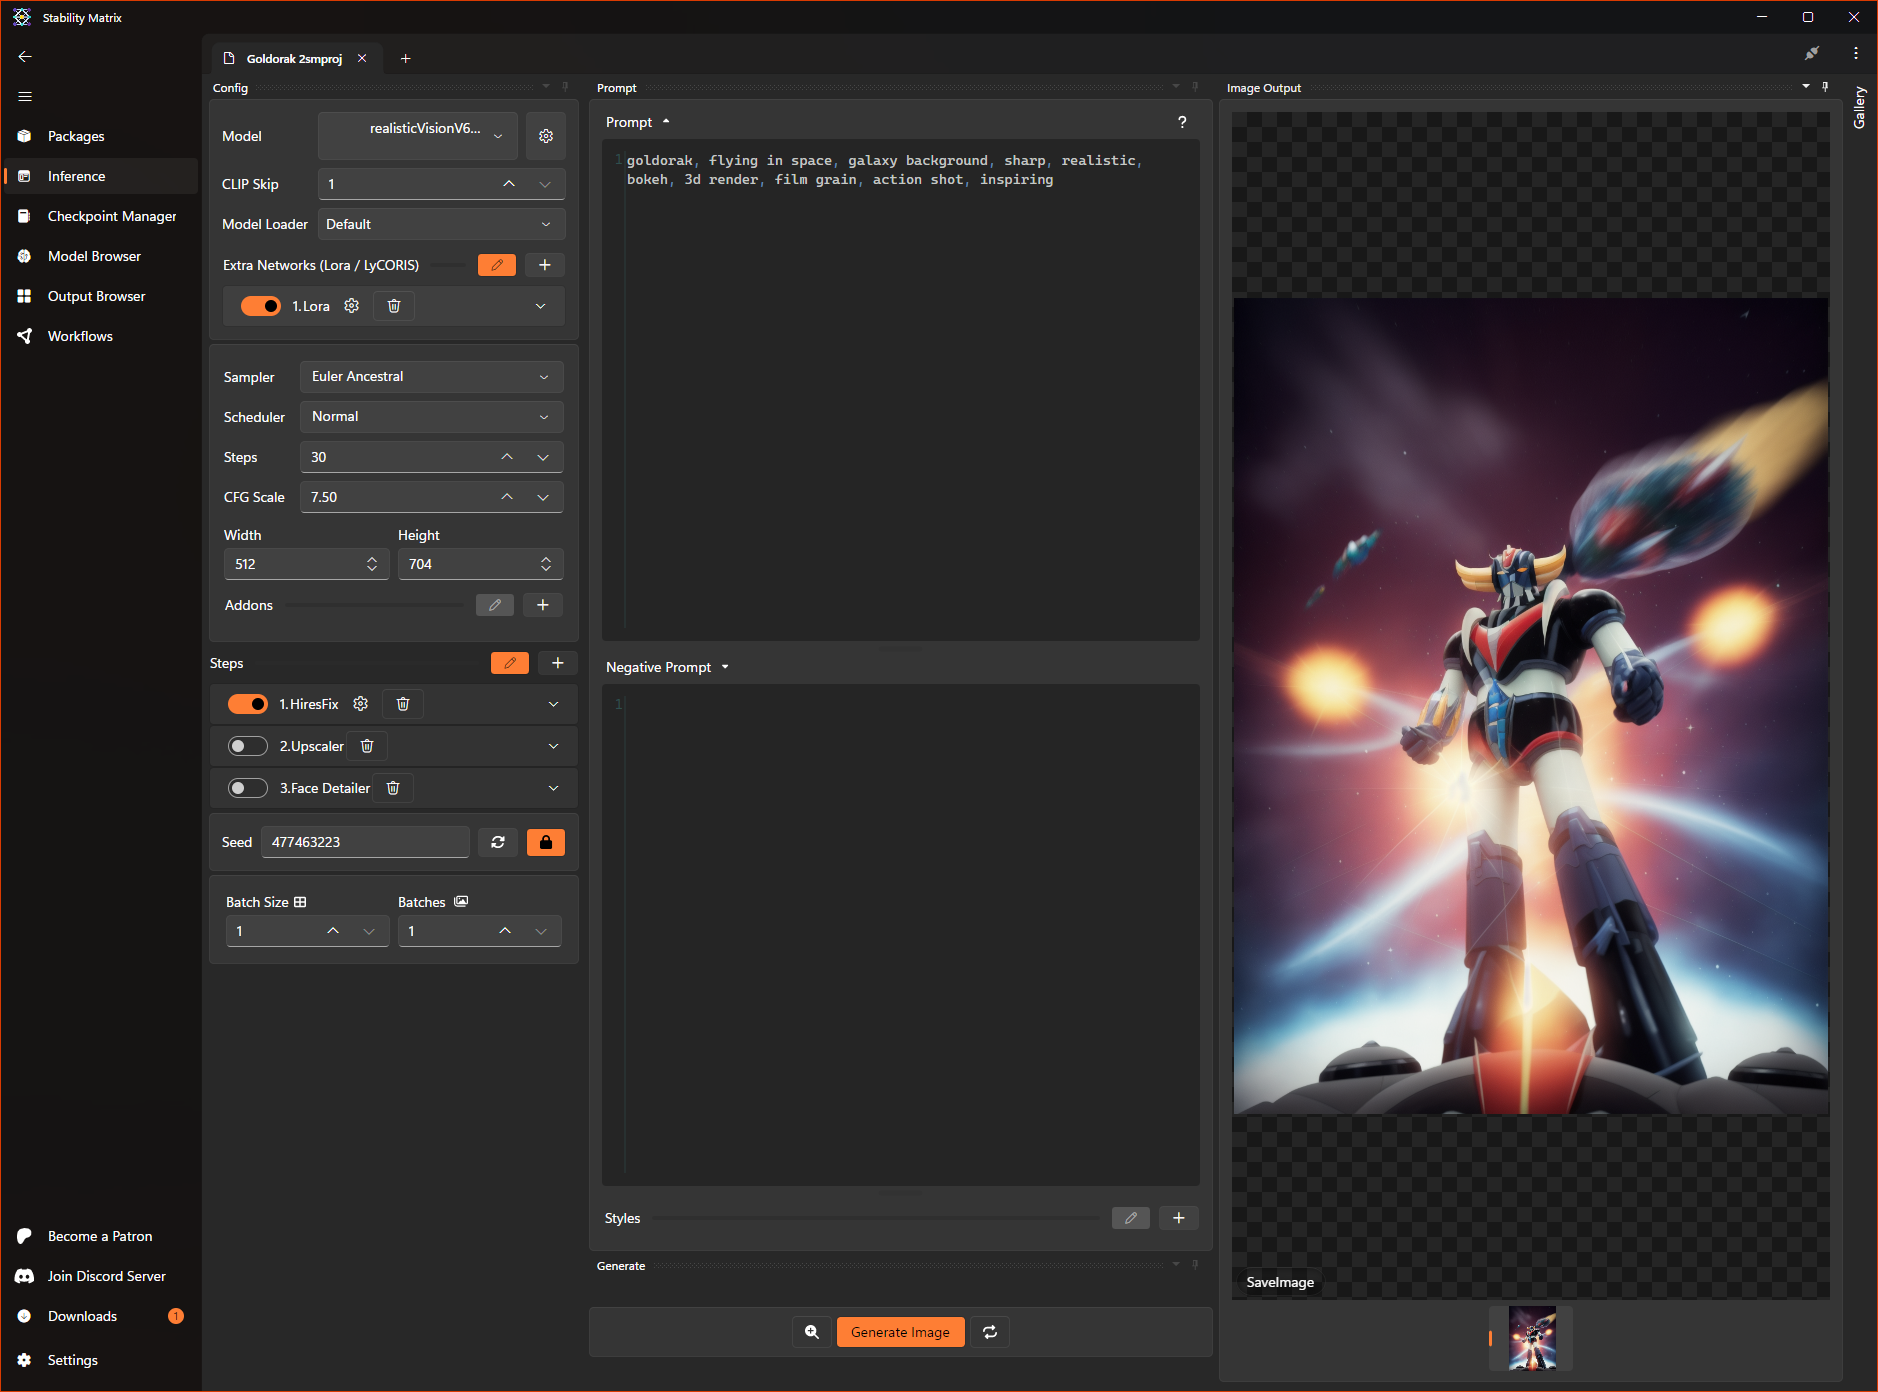 Stability Matrix
Goldorak 2smproj
Packages
Inference
Checkpoint Manager
Model Browser
Output Browser
Workflows
Become a Patron
Join Discord Server
Downloads 1
Settings
Config
Model realisticVisionV6...
CLIP Skip 1
Model Loader Default
Extra Networks (Lora / LyCORIS)
1.Lora
Sampler Euler Ancestral
Scheduler Normal
Steps 30
CFG Scale 7.50
Width Height
512 704
Addons
Steps
1.HiresFix
2.Upscaler
3.Face Detailer
Seed 477463223
Batch Size Batches
1 1
Prompt
Prompt ?
1 goldorak, flying in space, galaxy background, sharp, realistic,
bokeh, 3d render, film grain, action shot, inspiring
Negative Prompt
1
Styles
Generate
Generate Image
Image Output
SaveImage
Gallery